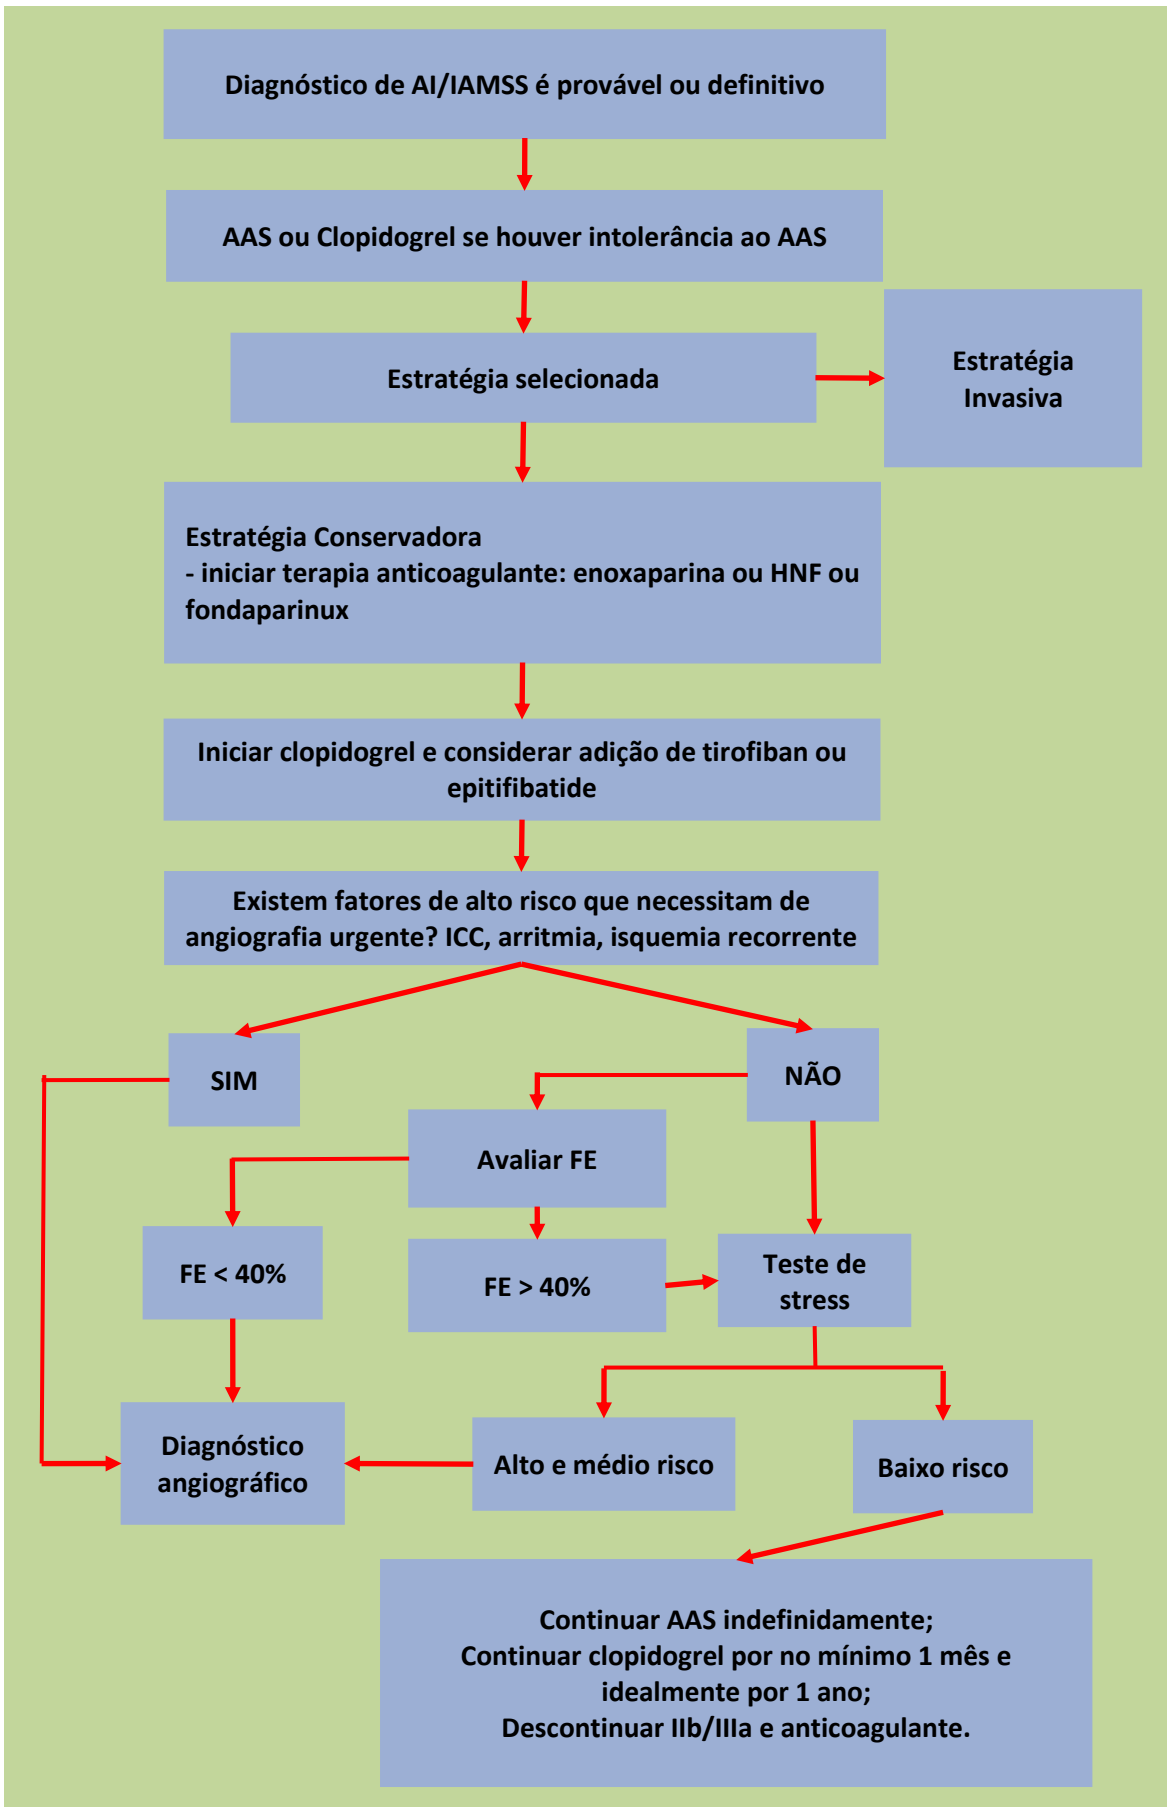 Diagnóstico de AI/IAMSS é provável ou definitivo
AAS ou Clopidogrel se houver intolerância ao AAS
Estratégia selecionada
Estratégia
Invasiva
Estratégia Conservadora
- iniciar terapia anticoagulante: enoxaparina ou HNF ou
fondaparinux
Iniciar clopidogrel e considerar adição de tirofiban ou
epitifibatide
Existem fatores de alto risco que necessitam de
angiografia urgente? ICC, arritmia, isquemia recorrente
SIM
NÃO
Avaliar FE
FE < 40%
FE > 40%
Teste de
stress
Diagnóstico
angiográfico
Alto e médio risco
Baixo risco
Continuar AAS indefinidamente;
Continuar clopidogrel por no mínimo 1 mês e
idealmente por 1 ano;
Descontinuar IIb/IIIa e anticoagulante.